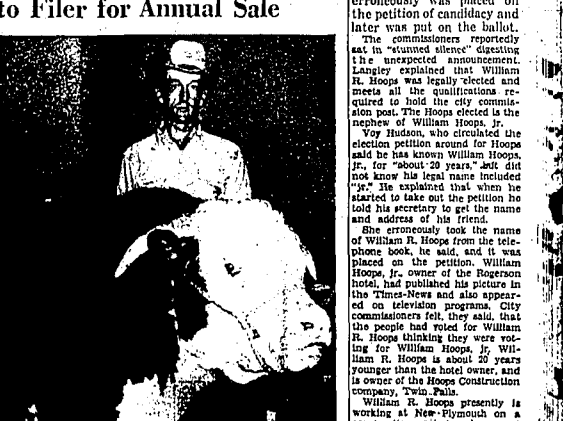 to Filer for Annual Sale
erroneously was placed on
the petition of candidacy and
later was put on the ballot.
The commissioners reportedly
sat in "stunned silence" digesting
the unexpected announcement.
Langley explained that William
R. Hoops was legally elected and
meets all the qualifications re-
quired to hold the city commis-
sion post. The Hoops elected is the
nephew of William Hoops, jr.
Voy Hudson, who circulated the
election petition around for Hoops
said he has known William Hoops,
jr., for "about 20 years," but did
not know his legal name included
"jr." He explained that when he
started to take out the petition he
told his secretary to get the name
and address of his friend.
She erroneously took the name
of William R. Hoops from the tele-
phone book, he said, and it was
placed on the petition. William
Hoops, jr., owner of the Rogerson
hotel, had published his picture in
the Times-News and also appear-
ed on television programs. City
commissioners felt, they said, that
the people had voted for William
R. Hoops thinking they were vot-
ing for William Hoops, jr. Wil-
liam R. Hoops is about 20 years
younger than the hotel owner, and
is owner of the Hoops Construction
company, Twin Falls.
William R. Hoops presently is
working at New Plymouth on a